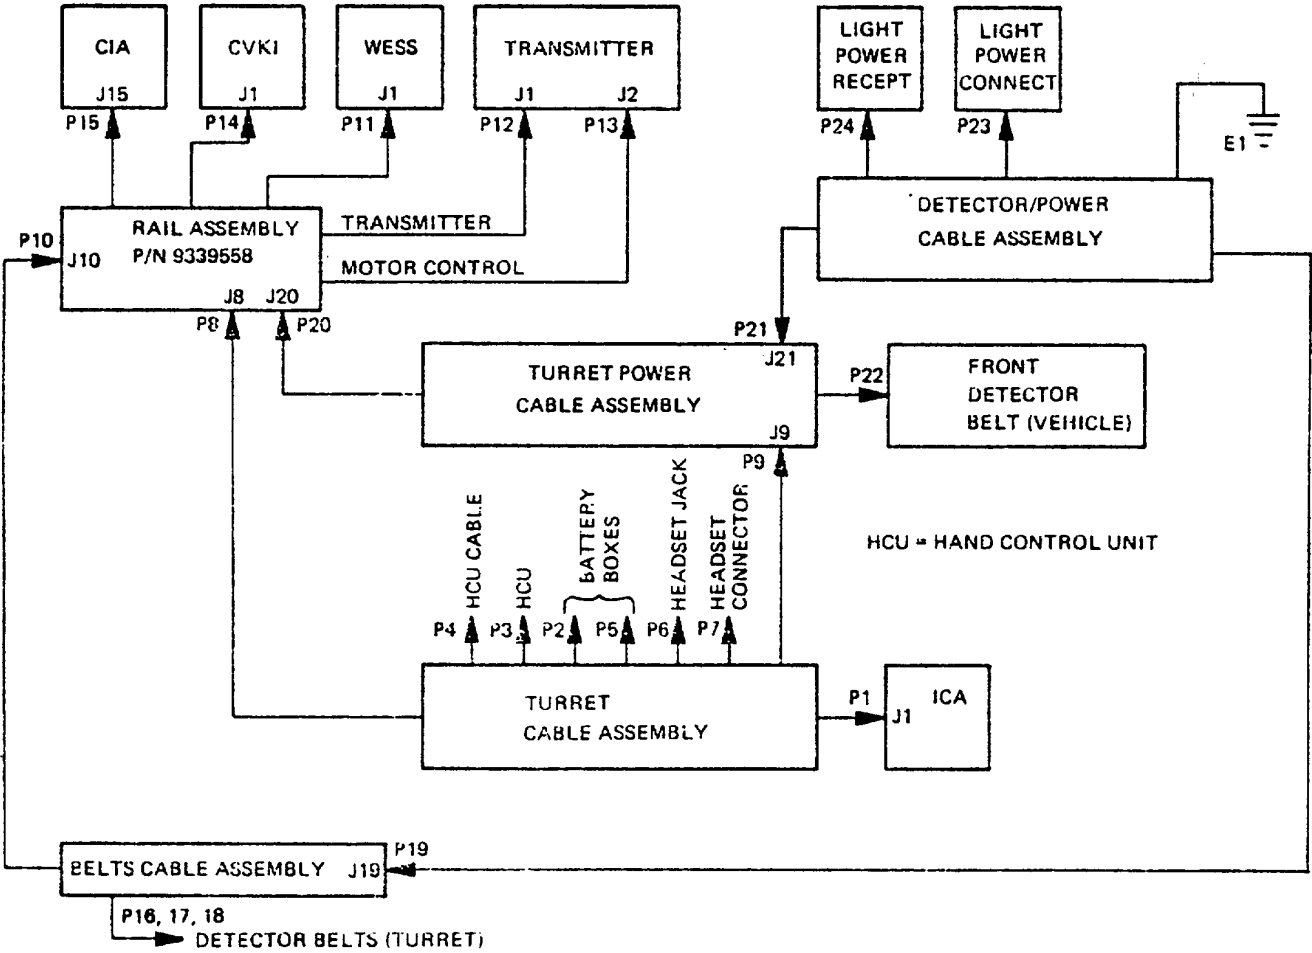 CIA
J15
P15
CVKI
J1
P14
WESS
J1
P11
TRANSMITTER
J1
J2
P12
P13
LIGHT
POWER
RECEPT
P24
LIGHT
POWER
CONNECT
P23
E1
RAIL ASSEMBLY
P/N 9339558
P10
J10
J8
J20
P8
P20
TRANSMITTER
MOTOR CONTROL
DETECTOR/POWER
CABLE ASSEMBLY
P21
J21
TURRET POWER
CABLE ASSEMBLY
J9
P9
P22
FRONT
DETECTOR
BELT (VEHICLE)
HCU CABLE
HCU
BATTERY
BOXES
HEADSET JACK
HEADSET
CONNECTOR
P4
P3
P2
P5
P6
P7
HCU = HAND CONTROL UNIT
TURRET
CABLE ASSEMBLY
P1
J1
ICA
BELTS CABLE ASSEMBLY
J19
P19
P16, 17, 18
DETECTOR BELTS (TURRET)